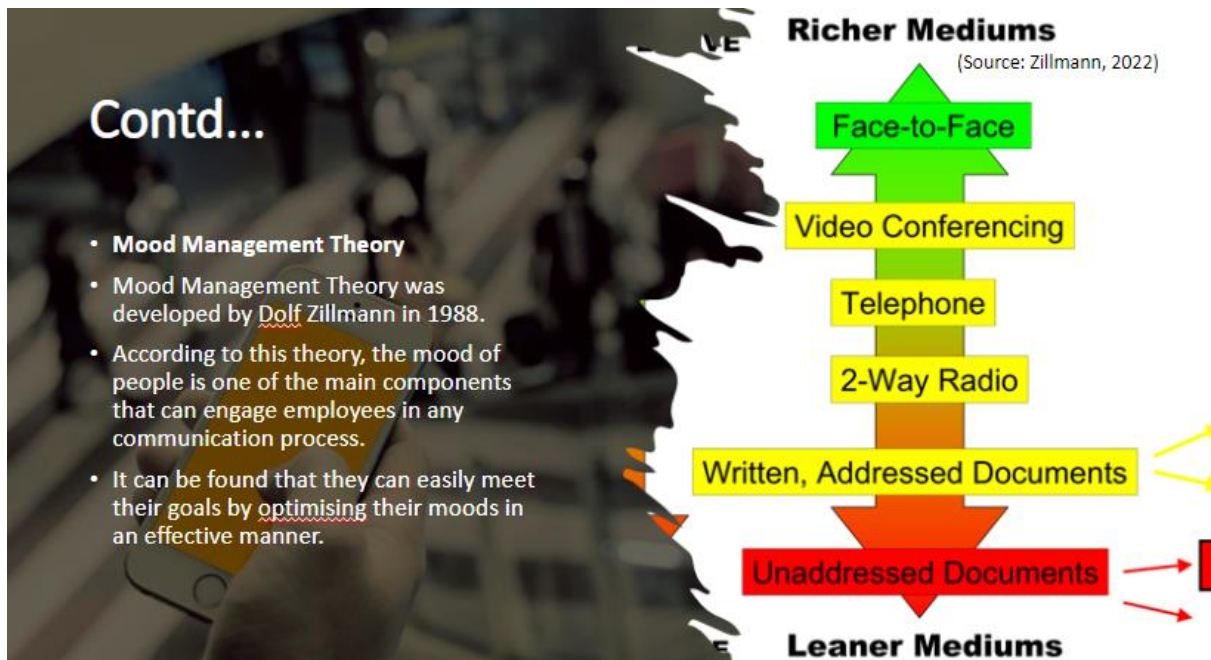 Contd...
• Mood Management Theory
• Mood Management Theory was
developed by Dolf Zillmann in 1988.
• According to this theory, the mood of
people is one of the main components
that can engage employees in any
communication process.
• It can be found that they can easily meet
their goals by optimising their moods in
an effective manner.
Richer Mediums
(Source: Zillmann, 2022)
Face-to-Face
Video Conferencing
Telephone
2-Way Radio
Written, Addressed Documents
Unaddressed Documents
Leaner Mediums